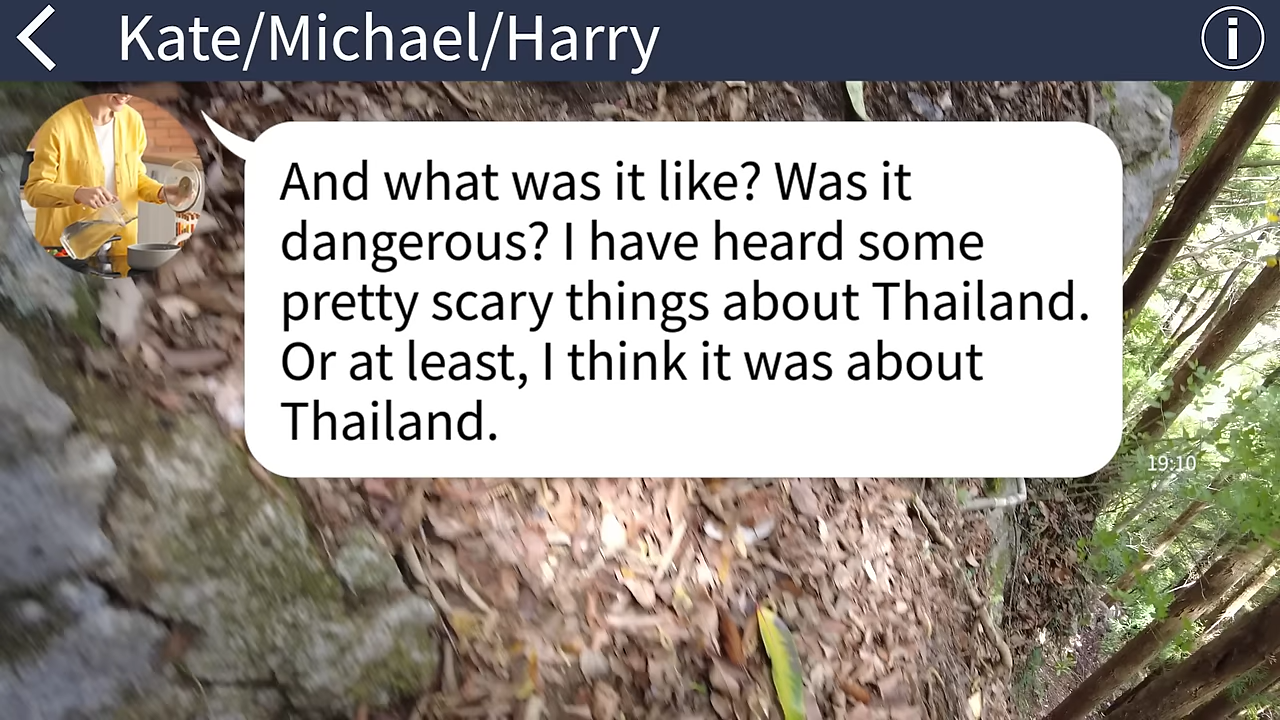 Kate/Michael/Harry
And what was it like? Was it
dangerous? I have heard some
pretty scary things about Thailand.
Or at least, I think it was about
Thailand.
19:10